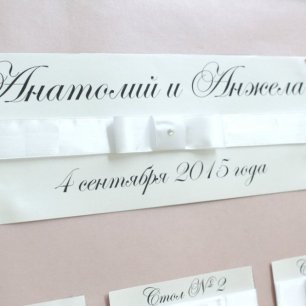 Анатолий и Анжела
4 сентября 2015 года
Стол № 2